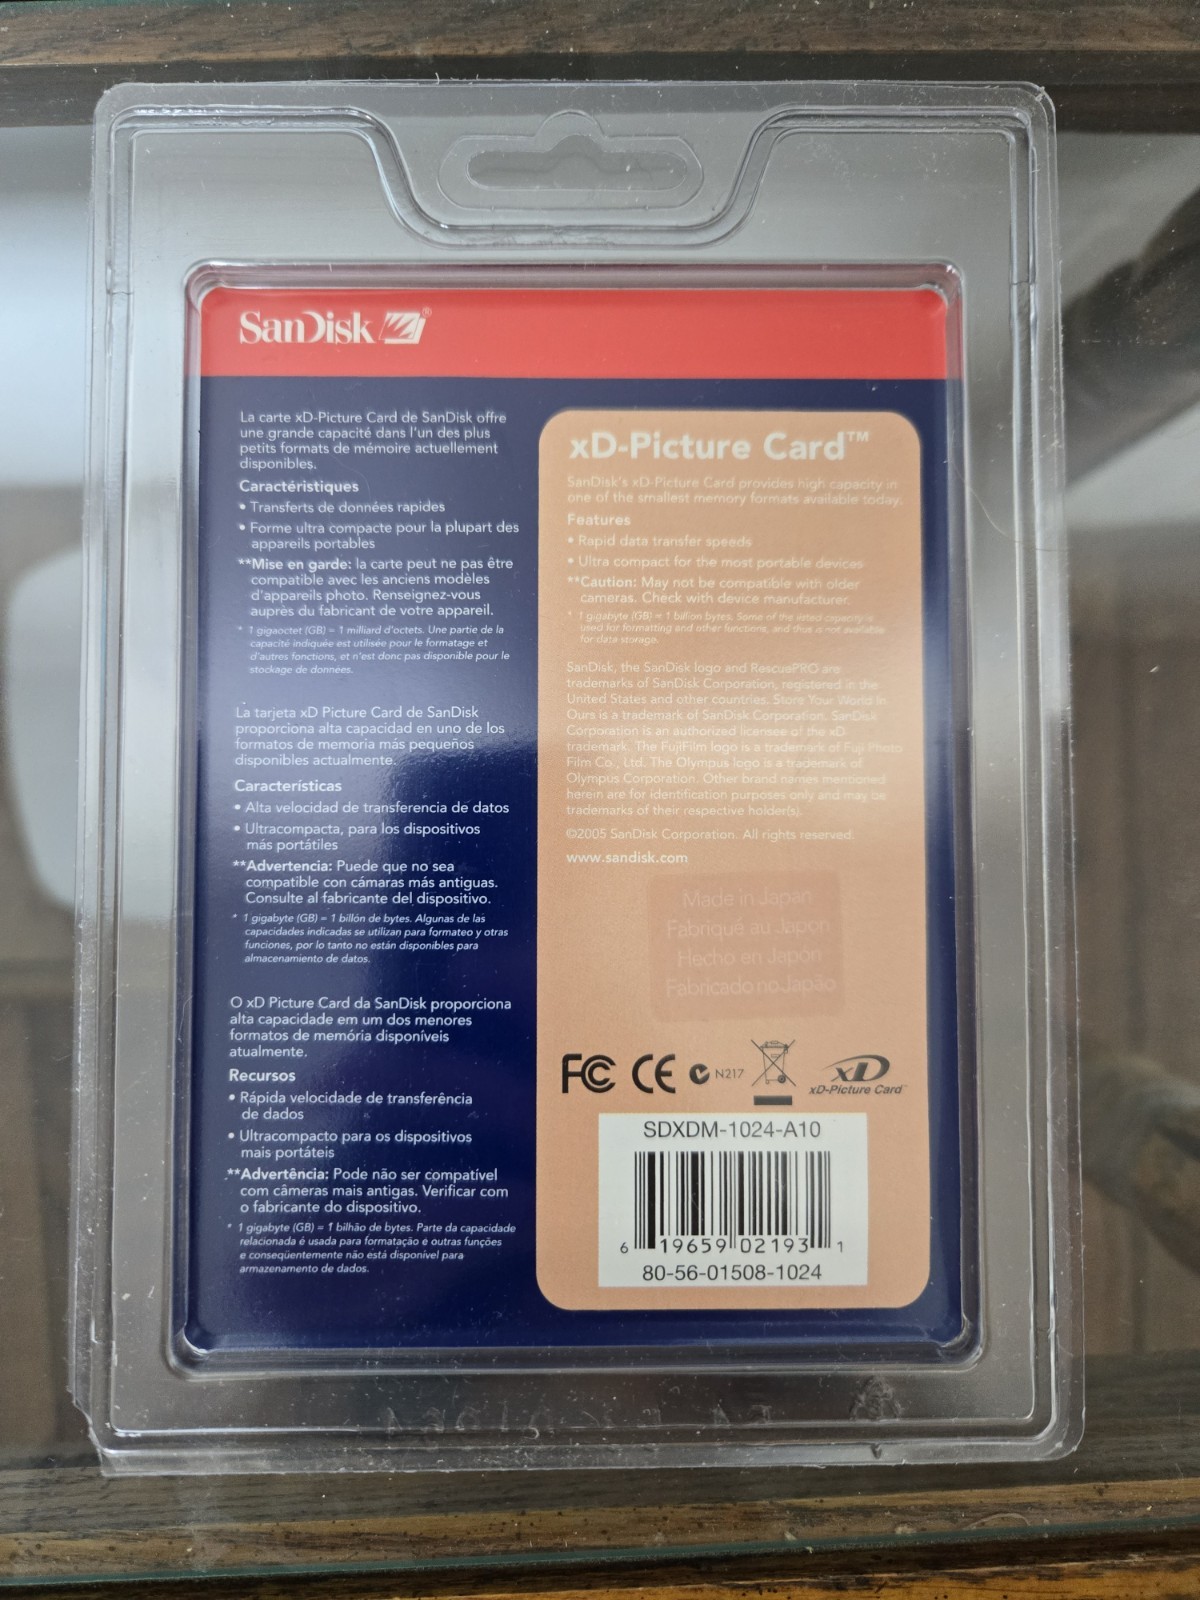 SanDisk
La carte xD-Picture Card de SanDisk offre
une grande capacité dans l'un des plus
petits formats de mémoire actuellement
disponibles.
Caractéristiques
• Transferts de données rapides
• Forme ultra compacte pour la plupart des
appareils portables
**Mise en garde: la carte peut ne pas être
compatible avec les anciens modèles
d'appareils photo. Renseignez-vous
auprès du fabricant de votre appareil.
* 1 gigaoctet (GB) = 1 milliard d'octets. Une partie de la
capacité indiquée est utilisée pour le formatage et
d'autres fonctions, et n'est donc pas disponible pour le
stockage de données.
La tarjeta xD Picture Card de SanDisk
proporciona alta capacidad en uno de los
formatos de memoria más pequeños
disponibles actualmente.
Características
• Alta velocidad de transferencia de datos
• Ultracompacta, para los dispositivos
más portátiles
**Advertencia: Puede que no sea
compatible con cámaras más antiguas.
Consulte al fabricante del dispositivo.
* 1 gigabyte (GB) = 1 billón de bytes. Algunas de las
capacidades indicadas se utilizan para formateo y otras
funciones, por lo tanto no están disponibles para
almacenamiento de datos.
O xD Picture Card da SanDisk proporciona
alta capacidade em um dos menores
formatos de memória disponíveis
atualmente.
Recursos
• Rápida velocidade de transferência
de dados
• Ultracompacto para os dispositivos
mais portáteis
**Advertência: Pode não ser compatível
com câmeras mais antigas. Verificar com
o fabricante do dispositivo.
* 1 gigabyte (GB) = 1 bilhão de bytes. Parte da capacidade
relacionada é usada para formatação e outras funções
e conseqüentemente não está disponível para
armazenamento de dados.
xD-Picture Card™
SanDisk's xD-Picture Card provides high capacity in
one of the smallest memory formats available today.
Features
• Rapid data transfer speeds
• Ultra compact for the most portable devices
**Caution: May not be compatible with older
cameras. Check with device manufacturer.
* 1 gigabyte (GB) = 1 billion bytes. Some of the listed capacity is
used for formatting and other functions, and thus is not available
for data storage.
SanDisk, the SanDisk logo and RescuePRO are
trademarks of SanDisk Corporation, registered in the
United States and other countries. Store Your World In
Ours is a trademark of SanDisk Corporation. SanDisk
Corporation is an authorized licensee of the xD
trademark. The FujiFilm logo is a trademark of Fuji Photo
Film Co., Ltd. The Olympus logo is a trademark of
Olympus Corporation. Other brand names mentioned
herein are for identification purposes only and may be
trademarks of their respective holder(s).
©2005 SanDisk Corporation. All rights reserved.
www.sandisk.com
Made in Japan
Fabriqué au Japon
Hecho en Japón
Fabricado no Japão
FC CE N217 xD
xD-Picture Card™
SDXDM-1024-A10
6 19659 02193 1
80-56-01508-1024